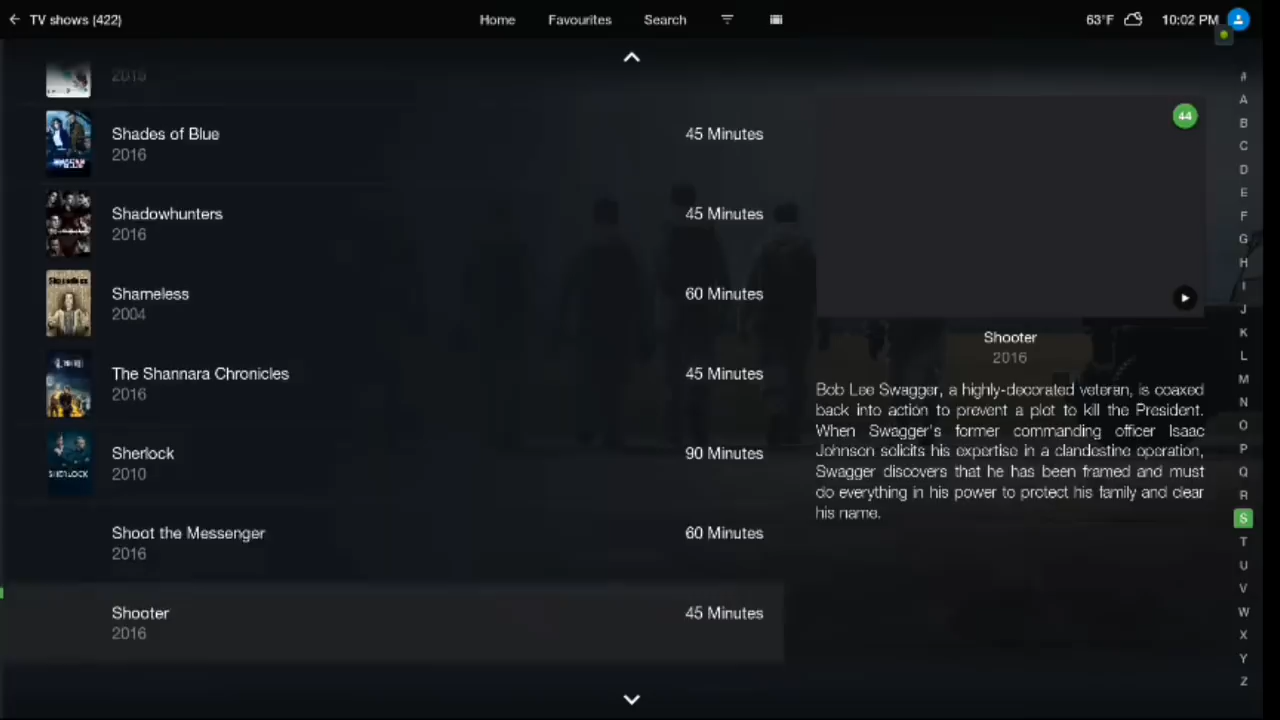 TV shows (422)
Home
Favourites
Search
63°F
10:02 PM
2015
Shades of Blue
45 Minutes
2016
Shadowhunters
45 Minutes
2016
Shameless
60 Minutes
2004
The Shannara Chronicles
45 Minutes
2016
SHERLOCK
Sherlock
90 Minutes
2010
Shoot the Messenger
60 Minutes
2016
Shooter
45 Minutes
2016
44
Shooter
2016
Bob Lee Swagger, a highly-decorated veteran, is coaxed
back into action to prevent a plot to kill the President.
When Swagger's former commanding officer Isaac
Johnson solicits his expertise in a clandestine operation,
Swagger discovers that he has been framed and must
do everything in his power to protect his family and clear
his name.
#
A
B
C
D
E
F
G
H
I
J
K
L
M
N
O
P
Q
R
S
T
U
V
W
X
Y
Z